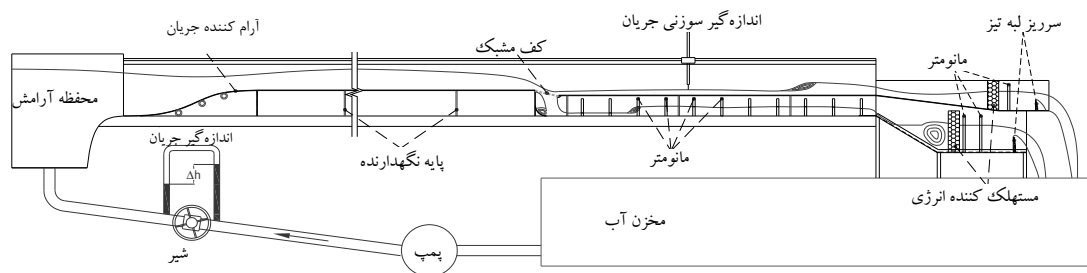 سرریز لبه تیز
اندازه‌گیر سوزنی جریان
آرام کننده جریان
کف مشبک
مانومتر
محفظه آرامش
اندازه‌گیر جریان
پایه نگهدارنده
مانومتر
Δh
مستهلک کننده انرژی
مخزن آب
پمپ
شیر